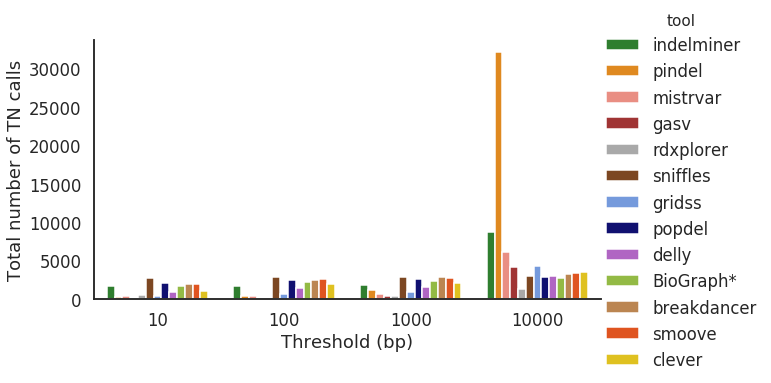 Total number of TN calls
30000
25000
20000
15000
10000
5000
0
10
100
1000
10000
Threshold (bp)
tool
indelminer
pindel
mistrvar
gasv
rdxplorer
sniffles
gridss
popdel
delly
BioGraph*
breakdancer
smoove
clever